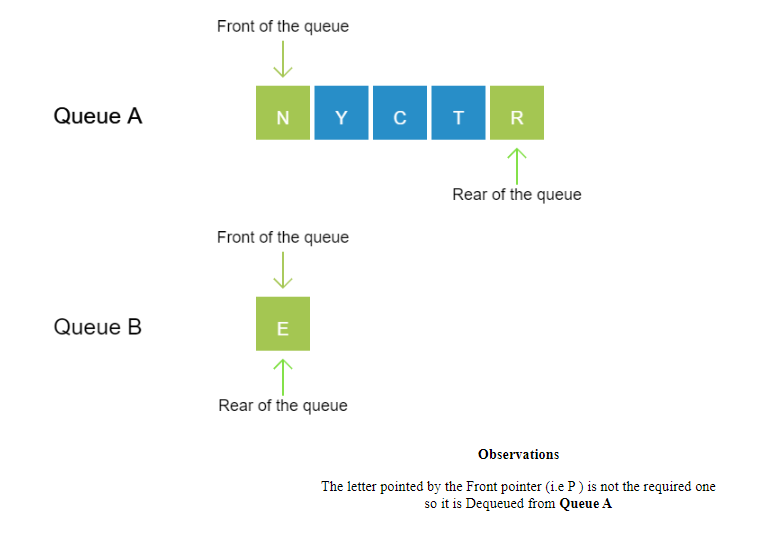 Front of the queue
Queue A
N Y C T R
Rear of the queue
Front of the queue
Queue B
E
Rear of the queue
Observations
The letter pointed by the Front pointer (i.e P ) is not the required one
so it is Dequeued from Queue A